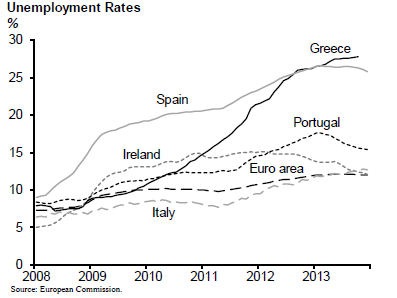 Unemployment Rates
%
30
Greece
25
Spain
20
Portugal
15
Ireland
Euro area
10
Italy
5
0
2008 2009 2010 2011 2012 2013
Source: European Commission.